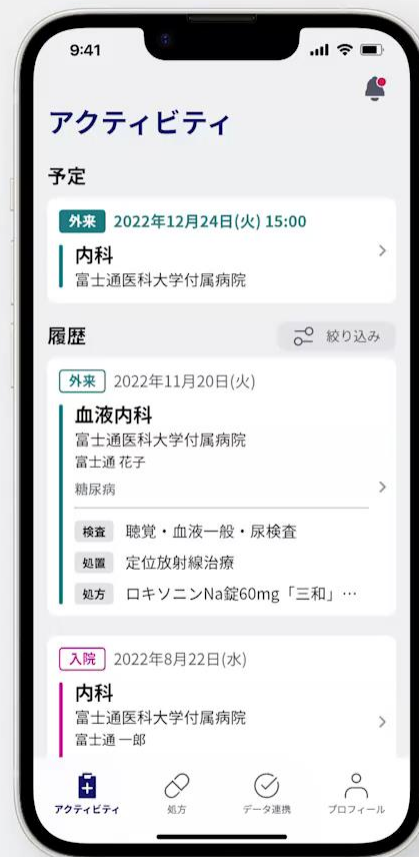 9:41
アクティビティ
予定
外来 2022年12月24日(火) 15:00
内科
富士通医科大学付属病院
履歴
絞り込み
外来 2022年11月20日(火)
血液内科
富士通医科大学付属病院
富士通 花子
糖尿病
検査 聴覚・血液一般・尿検査
処置 定位放射線治療
処方 ロキソニンNa錠60mg「三和」…
入院 2022年8月22日(水)
内科
富士通医科大学付属病院
富士通 一郎
アクティビティ 処方 データ連携 プロフィール